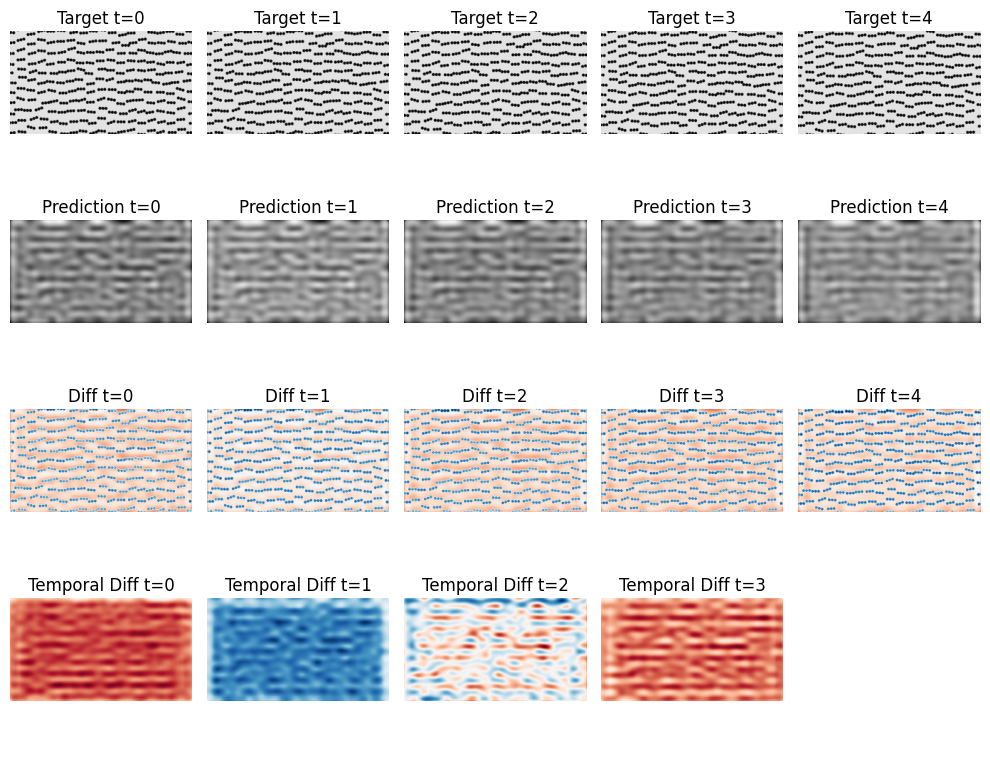 Target t=0 Target t=1 Target t=2 Target t=3 Target t=4
Prediction t=0 Prediction t=1 Prediction t=2 Prediction t=3 Prediction t=4
Diff t=0 Diff t=1 Diff t=2 Diff t=3 Diff t=4
Temporal Diff t=0 Temporal Diff t=1 Temporal Diff t=2 Temporal Diff t=3